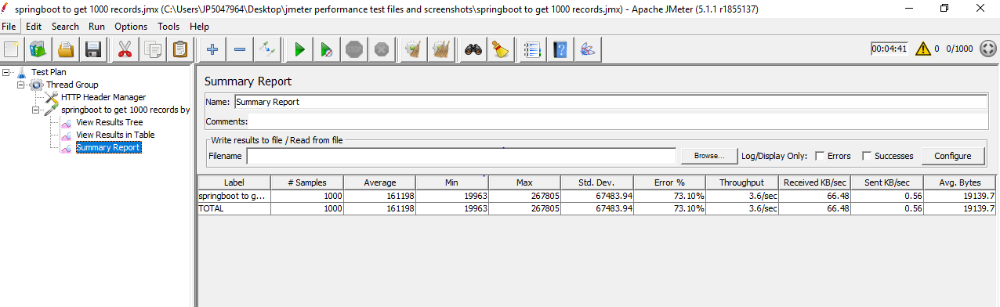 springboot to get 1000 records.jmx (C:\Users\JP5047964\Desktop\jmeter performance test files and screenshots\springboot to get 1000 records.jmx) - Apache JMeter (5.1.1 r1855137)
File Edit Search Run Options Tools Help
00:04:41 0 0/1000
Test Plan
Thread Group
HTTP Header Manager
springboot to get 1000 records by
View Results Tree
View Results in Table
Summary Report
Summary Report
Name: Summary Report
Comments:
Write results to file / Read from file
Filename Browse... Log/Display Only: Errors Successes Configure
Label # Samples Average Min Max Std. Dev. Error % Throughput Received KB/sec Sent KB/sec Avg. Bytes
springboot to g... 1000 161198 19963 267805 67483.94 73.10% 3.6/sec 66.48 0.56 19139.7
TOTAL 1000 161198 19963 267805 67483.94 73.10% 3.6/sec 66.48 0.56 19139.7